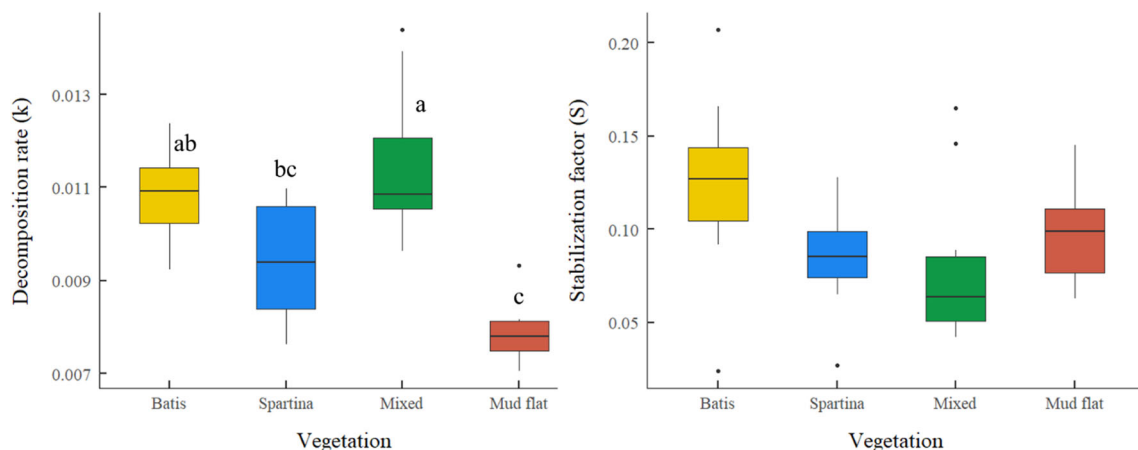 Decomposition rate (k)
0.013
0.011
0.009
0.007
ab
bc
a
c
Batis Spartina Mixed Mud flat
Vegetation
Stabilization factor (S)
0.20
0.15
0.10
0.05
Batis Spartina Mixed Mud flat
Vegetation